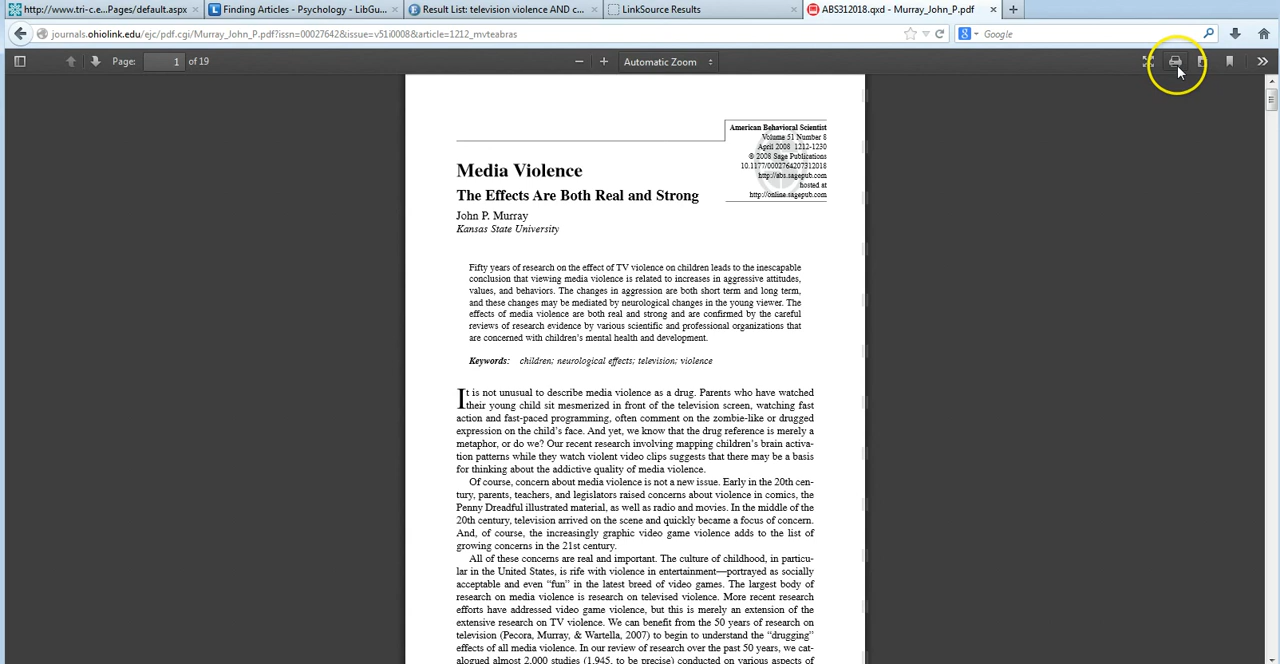 http://www.tri-c.e...Pages/default.aspx
Finding Articles - Psychology - LibGu...
Result List: television violence AND c...
LinkSource Results
ABS312018.qxd - Murray_John_P.pdf
journals.ohiolink.edu/ejc/pdf.cgi/Murray_John_P.pdf?issn=00027642&issue=v51i0008&article=1212_mvteabras
Google
Page: 1 of 19
Automatic Zoom
American Behavioral Scientist
Volume 51 Number 8
April 2008 1212-1230
© 2008 Sage Publications
10.1177/0002764207312018
http://abs.sagepub.com
hosted at
http://online.sagepub.com
Media Violence
The Effects Are Both Real and Strong
John P. Murray
Kansas State University
Fifty years of research on the effect of TV violence on children leads to the inescapable
conclusion that viewing media violence is related to increases in aggressive attitudes,
values, and behaviors. The changes in aggression are both short term and long term,
and these changes may be mediated by neurological changes in the young viewer. The
effects of media violence are both real and strong and are confirmed by the careful
reviews of research evidence by various scientific and professional organizations that
are concerned with children's mental health and development.
Keywords: children; neurological effects; television; violence
It is not unusual to describe media violence as a drug. Parents who have watched
their young child sit mesmerized in front of the television screen, watching fast
action and fast-paced programming, often comment on the zombie-like or drugged
expression on the child's face. And yet, we know that the drug reference is merely a
metaphor, or do we? Our recent research involving mapping children's brain activa-
tion patterns while they watch violent video clips suggests that there may be a basis
for thinking about the addictive quality of media violence.
Of course, concern about media violence is not a new issue. Early in the 20th cen-
tury, parents, teachers, and legislators raised concerns about violence in comics, the
Penny Dreadful illustrated material, as well as radio and movies. In the middle of the
20th century, television arrived on the scene and quickly became a focus of concern.
And, of course, the increasingly graphic video game violence adds to the list of
growing concerns in the 21st century.
All of these concerns are real and important. The culture of childhood, in particu-
lar in the United States, is rife with violence in entertainment—portrayed as socially
acceptable and even “fun” in the latest breed of video games. The largest body of
research on media violence is research on televised violence. More recent research
efforts have addressed video game violence, but this is merely an extension of the
extensive research on TV violence. We can benefit from the 50 years of research on
television (Pecora, Murray, & Wartella, 2007) to begin to understand the “drugging”
effects of all media violence. In our review of research over the past 50 years, we cat-
alogued almost 2,000 studies (1,945, to be precise) conducted on various aspects of